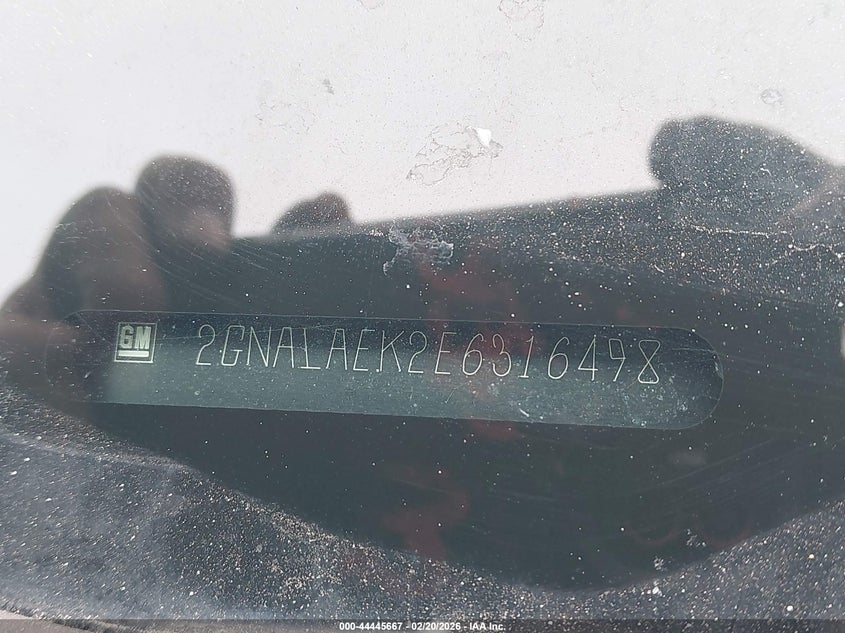 GM 2GNALAEK2E6316498
000-44445667 - 02/20/2026 - IAA Inc.